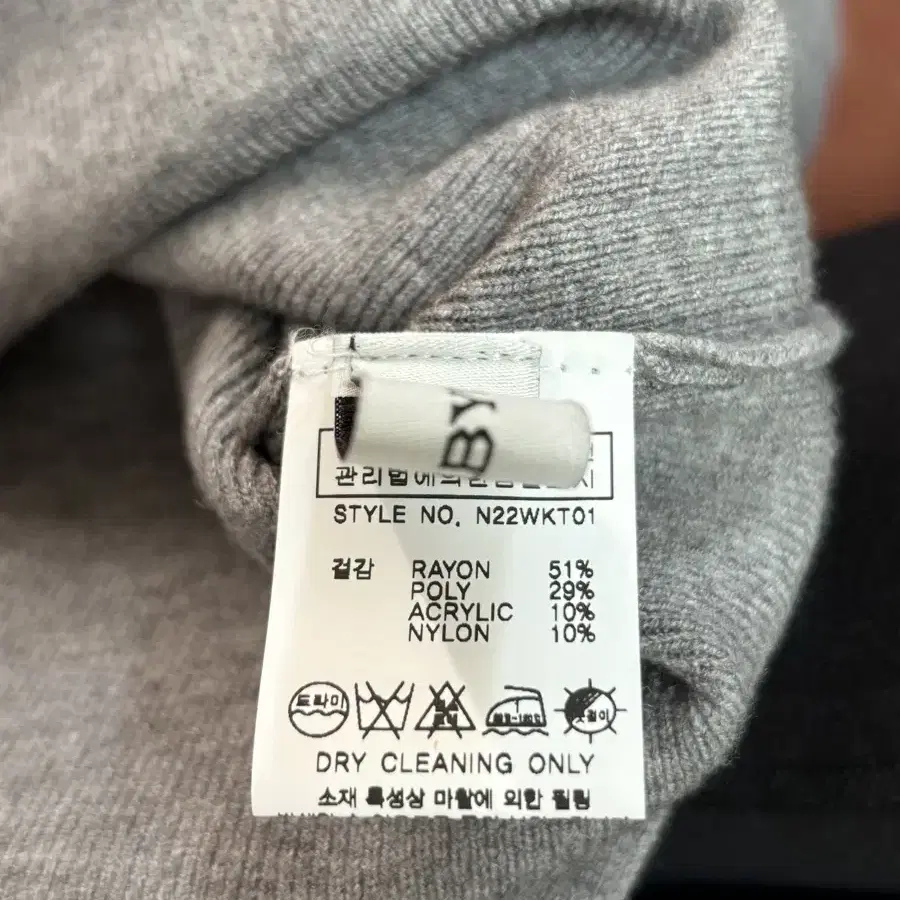 BY
관리법에의한품질표시
STYLE NO. N22WKT01
겉감 RAYON 51%
POLY 29%
ACRYLIC 10%
NYLON 10%
드라이
DRY CLEANING ONLY
소재 특성상 마찰에 의한 필링